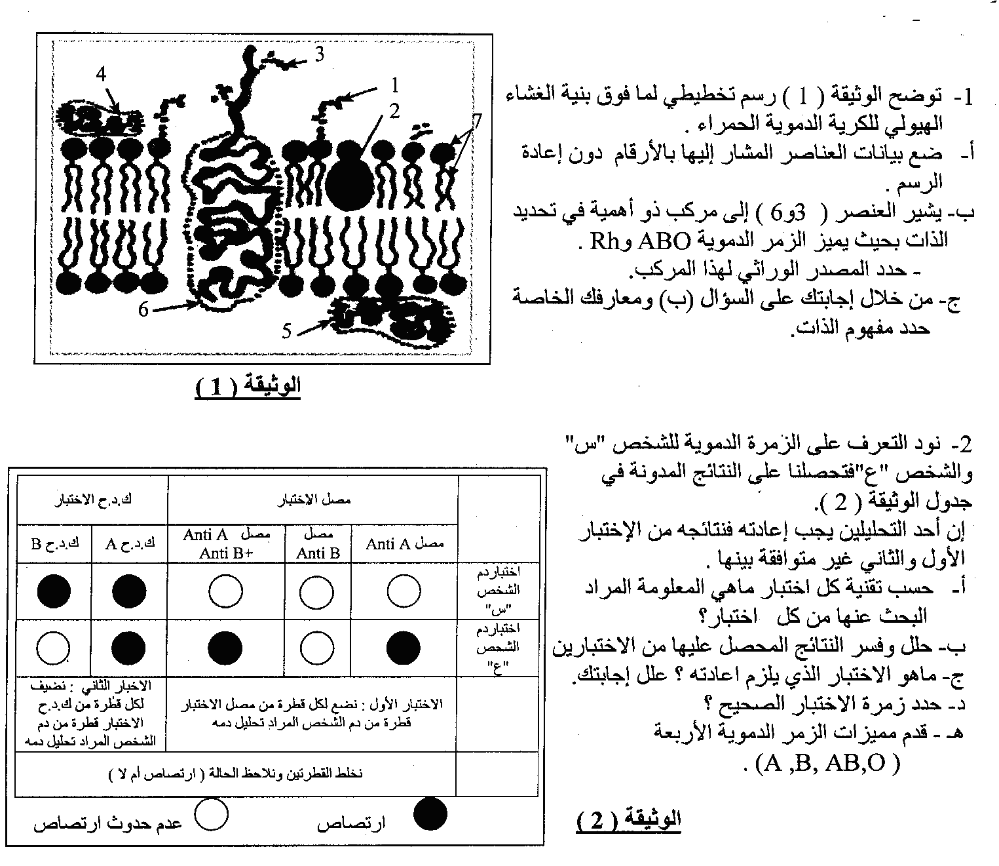 1- توضح الوثيقة ( 1 ) رسم تخطيطي لما فوق بنية الغشاء
الهيولي للكرية الدموية الحمراء .
أ- ضع بيانات العناصر المشار إليها بالأرقام دون إعادة
الرسم .
ب- يشير العنصر ( 3و6 ) إلى مركب ذو أهمية في تحديد
الذات بحيث يميز الزمر الدموية ABO وRh .
- حدد المصدر الوراثي لهذا المركب.
ج- من خلال إجابتك على السؤال (ب) ومعارفك الخاصة
حدد مفهوم الذات.
3
4
1
2
7
6
5
الوثيقة ( 1 )
2- نود التعرف على الزمرة الدموية للشخص "س"
والشخص "ع"فتحصلنا على النتائج المدونة في
جدول الوثيقة ( 2 ).
إن أحد التحليلين يجب إعادته فنتائجه من الإختبار
الأول والثاني غير متوافقة بينها .
أ- حسب تقنية كل اختبار ماهي المعلومة المراد
البحث عنها من كل اختبار؟
ب- حلل وفسر النتائج المحصل عليها من الاختبارين
ج- ماهو الاختبار الذي يلزم اعادته ؟ علل إجابتك.
د- حدد زمرة الاختبار الصحيح ؟
هـ - قدم مميزات الزمر الدموية الأربعة
( A ,B, AB,O) .
الوثيقة ( 2 )
مصل الاختبار
ك.د.ح الاختبار
مصل Anti A
مصل
Anti B
مصل Anti A
Anti B+
ك.د.ح A
ك.د.ح B
اختباردم
الشخص
"س"
اختباردم
الشخص
"ع"
الاختبار الأول : نضع لكل قطرة من مصل الاختبار
قطرة من دم الشخص المراد تحليل دمه
الاخبار الثاني : نضيف
لكل قطرة من ك.د.ح
الاختبار قطرة من دم
الشخص المراد تحليل دمه
نخلط القطرتين ونلاحظ الحالة ( ارتصاص أم لا )
ارتصاص
عدم حدوث ارتصاص